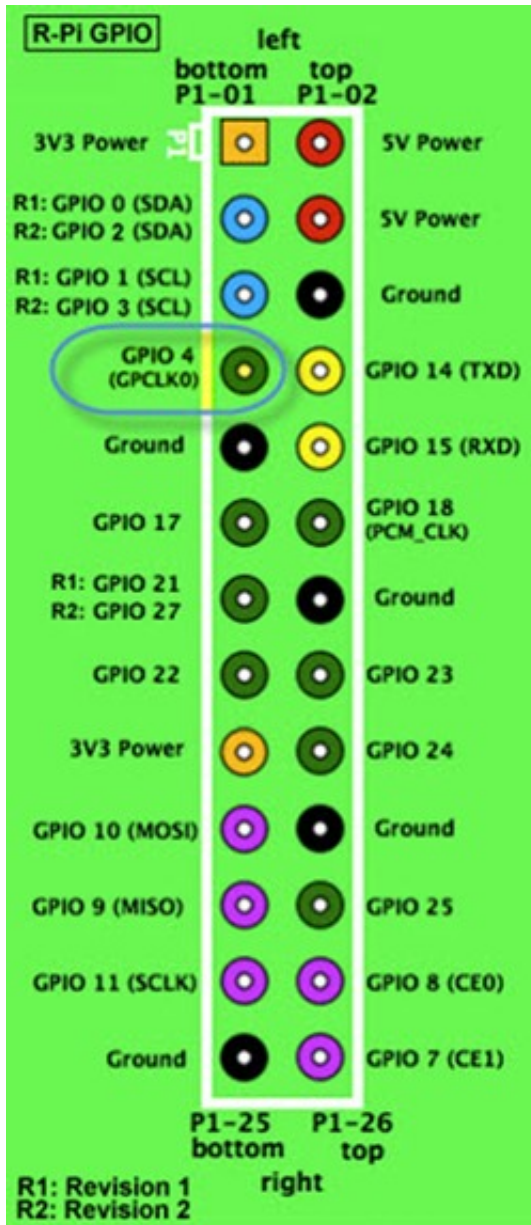 R-Pi GPIO
left
bottom top
P1-01 P1-02
P1
3V3 Power 5V Power
R1: GPIO 0 (SDA)
R2: GPIO 2 (SDA) 5V Power
R1: GPIO 1 (SCL)
R2: GPIO 3 (SCL) Ground
GPIO 4
(GPCLK0) GPIO 14 (TXD)
Ground GPIO 15 (RXD)
GPIO 17 GPIO 18
(PCM_CLK)
R1: GPIO 21
R2: GPIO 27 Ground
GPIO 22 GPIO 23
3V3 Power GPIO 24
GPIO 10 (MOSI) Ground
GPIO 9 (MISO) GPIO 25
GPIO 11 (SCLK) GPIO 8 (CE0)
Ground GPIO 7 (CE1)
P1-25 P1-26
bottom top
right
R1: Revision 1
R2: Revision 2